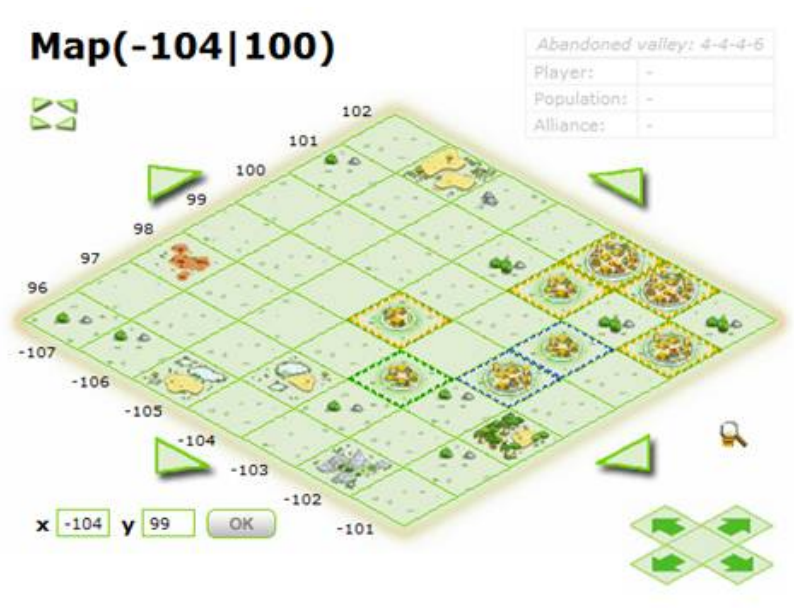 Map(-104|100)
Abandoned valley: 4-4-4-6
Player: -
Population: -
Alliance: -
102
101
100
99
98
97
96
-107
-106
-105
-104
-103
-102
-101
x -104 y 99 OK